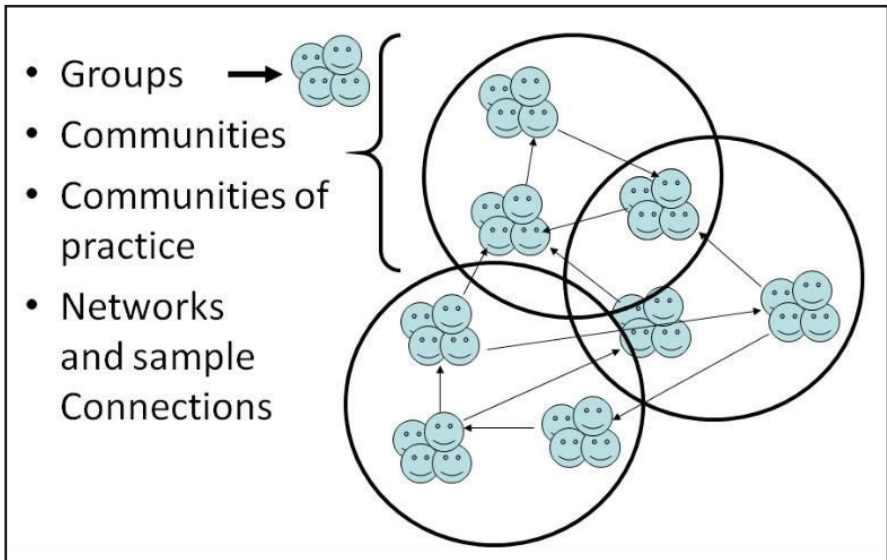 • Groups
• Communities
• Communities of
practice
• Networks
and sample
Connections